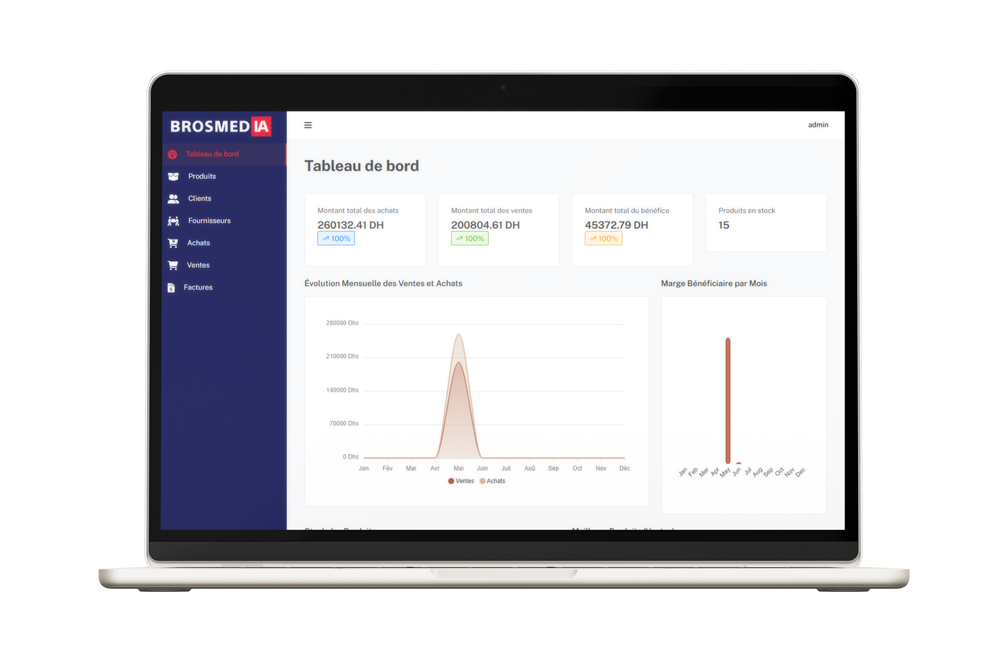 BROSMEDIA
admin
Tableau de bord
Produits
Clients
Fournisseurs
Achats
Ventes
Factures
Tableau de bord
Montant total des achats
260132.41 DH
100%
Montant total des ventes
200804.61 DH
100%
Montant total du bénéfice
45372.79 DH
100%
Produits en stock
15
Évolution Mensuelle des Ventes et Achats
280000 Dhs
210000 Dhs
140000 Dhs
70000 Dhs
0 Dhs
Jan Fév Mar Avr Mai Juin Juil Aoû Sep Oct Nov Déc
Ventes Achats
Marge Bénéficiaire par Mois
Jan Feb Mar Apr May Jun Jul Aug Sep Oct Nov Dec